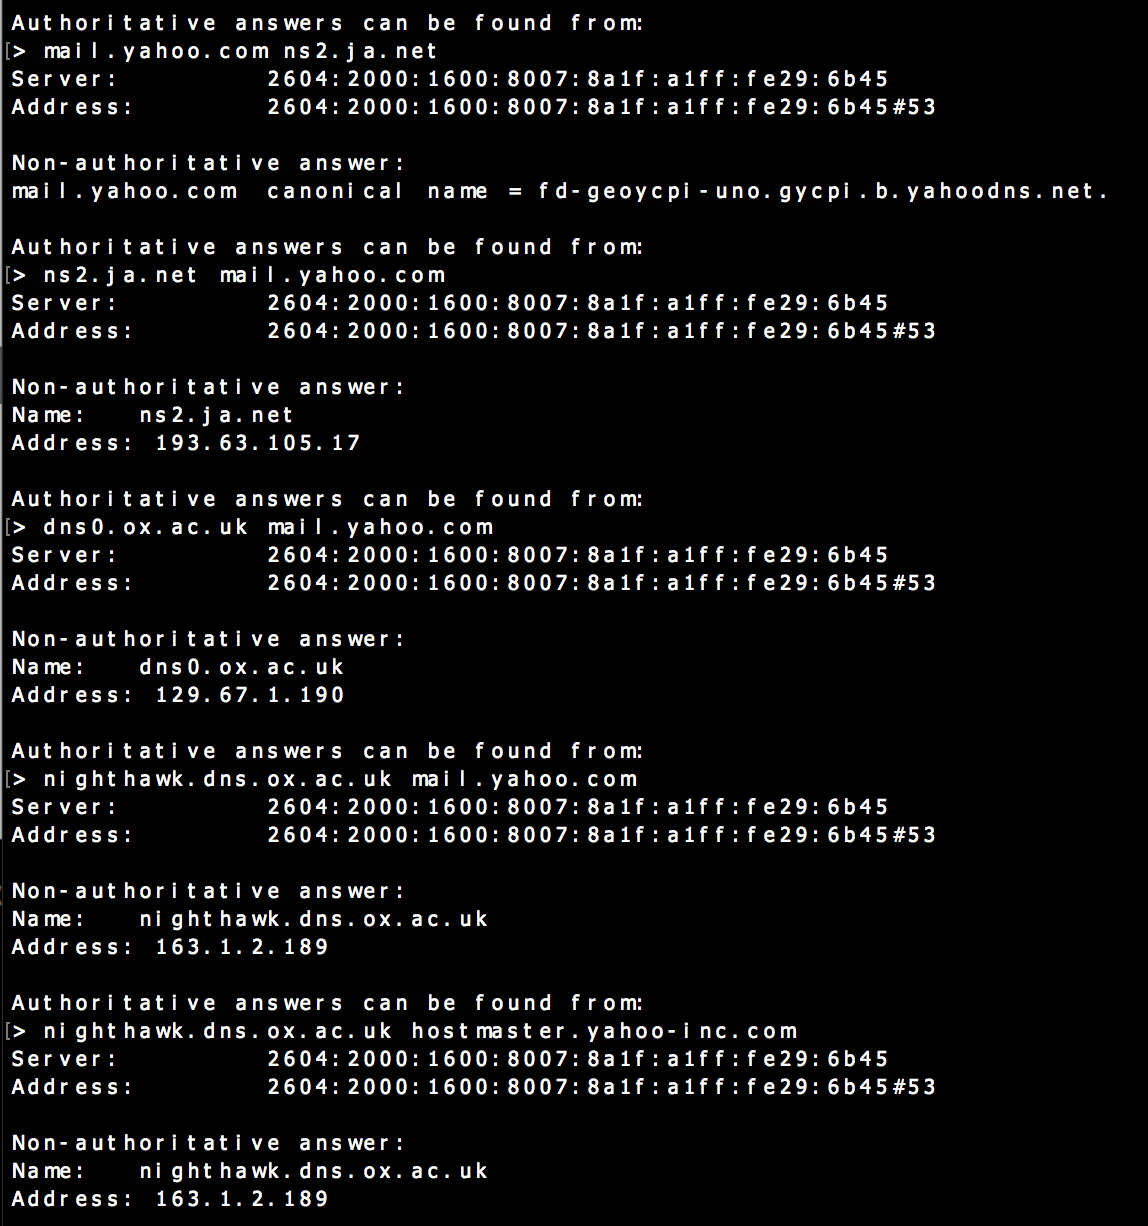 Authoritative answers can be found from:
[> mail.yahoo.com ns2.ja.net
Server: 2604:2000:1600:8007:8a1f:a1ff:fe29:6b45
Address: 2604:2000:1600:8007:8a1f:a1ff:fe29:6b45#53
Non-authoritative answer:
mail.yahoo.com canonical name = fd-geoycpi-uno.gycpi.b.yahoodns.net.
Authoritative answers can be found from:
[> ns2.ja.net mail.yahoo.com
Server: 2604:2000:1600:8007:8a1f:a1ff:fe29:6b45
Address: 2604:2000:1600:8007:8a1f:a1ff:fe29:6b45#53
Non-authoritative answer:
Name: ns2.ja.net
Address: 193.63.105.17
Authoritative answers can be found from:
[> dns0.ox.ac.uk mail.yahoo.com
Server: 2604:2000:1600:8007:8a1f:a1ff:fe29:6b45
Address: 2604:2000:1600:8007:8a1f:a1ff:fe29:6b45#53
Non-authoritative answer:
Name: dns0.ox.ac.uk
Address: 129.67.1.190
Authoritative answers can be found from:
[> nighthawk.dns.ox.ac.uk mail.yahoo.com
Server: 2604:2000:1600:8007:8a1f:a1ff:fe29:6b45
Address: 2604:2000:1600:8007:8a1f:a1ff:fe29:6b45#53
Non-authoritative answer:
Name: nighthawk.dns.ox.ac.uk
Address: 163.1.2.189
Authoritative answers can be found from:
[> nighthawk.dns.ox.ac.uk hostmaster.yahoo-inc.com
Server: 2604:2000:1600:8007:8a1f:a1ff:fe29:6b45
Address: 2604:2000:1600:8007:8a1f:a1ff:fe29:6b45#53
Non-authoritative answer:
Name: nighthawk.dns.ox.ac.uk
Address: 163.1.2.189